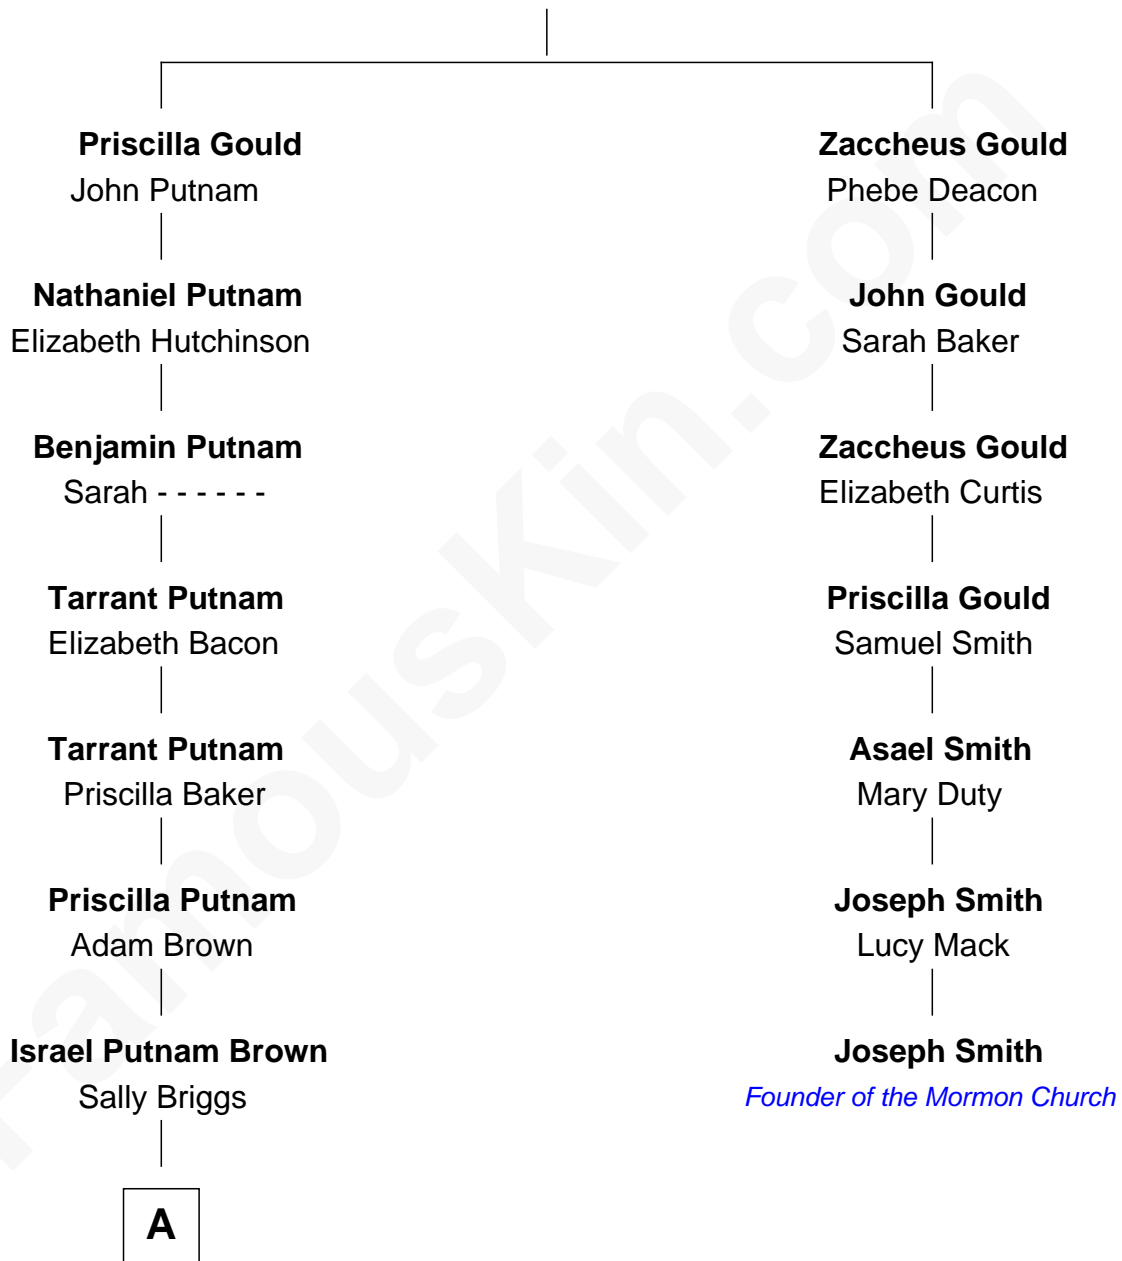 Priscilla Gould
John Putnam
Zaccheus Gould
Phebe Deacon
Nathaniel Putnam
Elizabeth Hutchinson
John Gould
Sarah Baker
Benjamin Putnam
Sarah - - - - - -
Zaccheus Gould
Elizabeth Curtis
Tarrant Putnam
Elizabeth Bacon
Priscilla Gould
Samuel Smith
Tarrant Putnam
Priscilla Baker
Asael Smith
Mary Duty
Priscilla Putnam
Adam Brown
Joseph Smith
Lucy Mack
Israel Putnam Brown
Sally Briggs
Joseph Smith
Founder of the Mormon Church
A
FamousKin.com